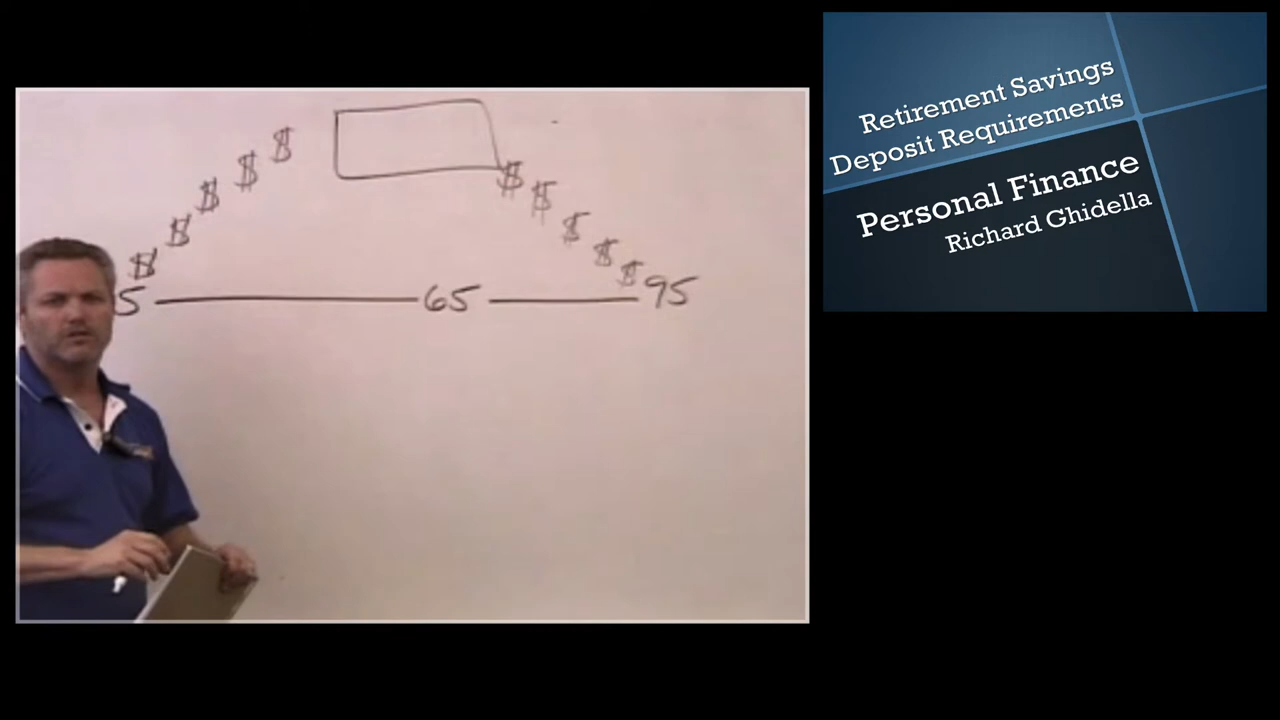 Retirement Savings
Deposit Requirements
Personal Finance
Richard Ghidella
$ $ $ $ $
$ $ $ $ $
5 65 95